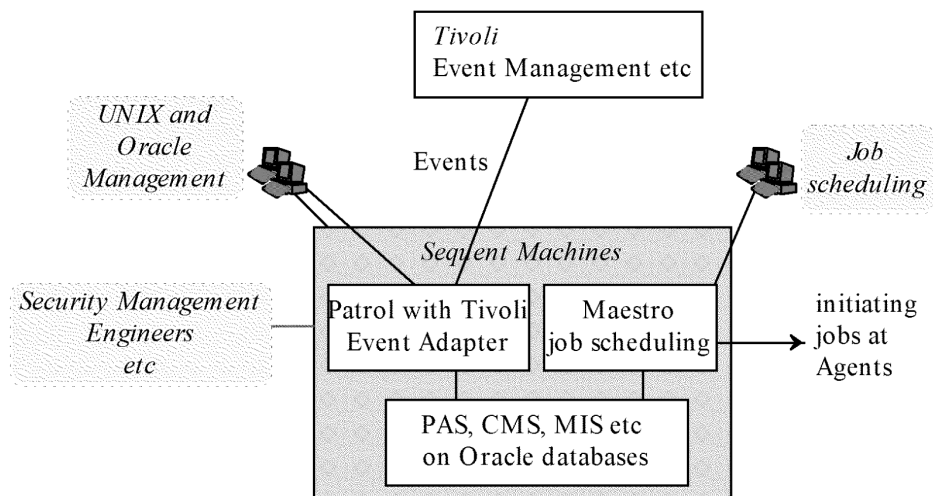 Tivoli
Event Management etc
UNIX and
Oracle
Management
Events
Job
scheduling
Sequent Machines
Security Management
Engineers
etc
Patrol with Tivoli
Event Adapter
Maestro
job scheduling
initiating
jobs at
Agents
PAS, CMS, MIS etc
on Oracle databases